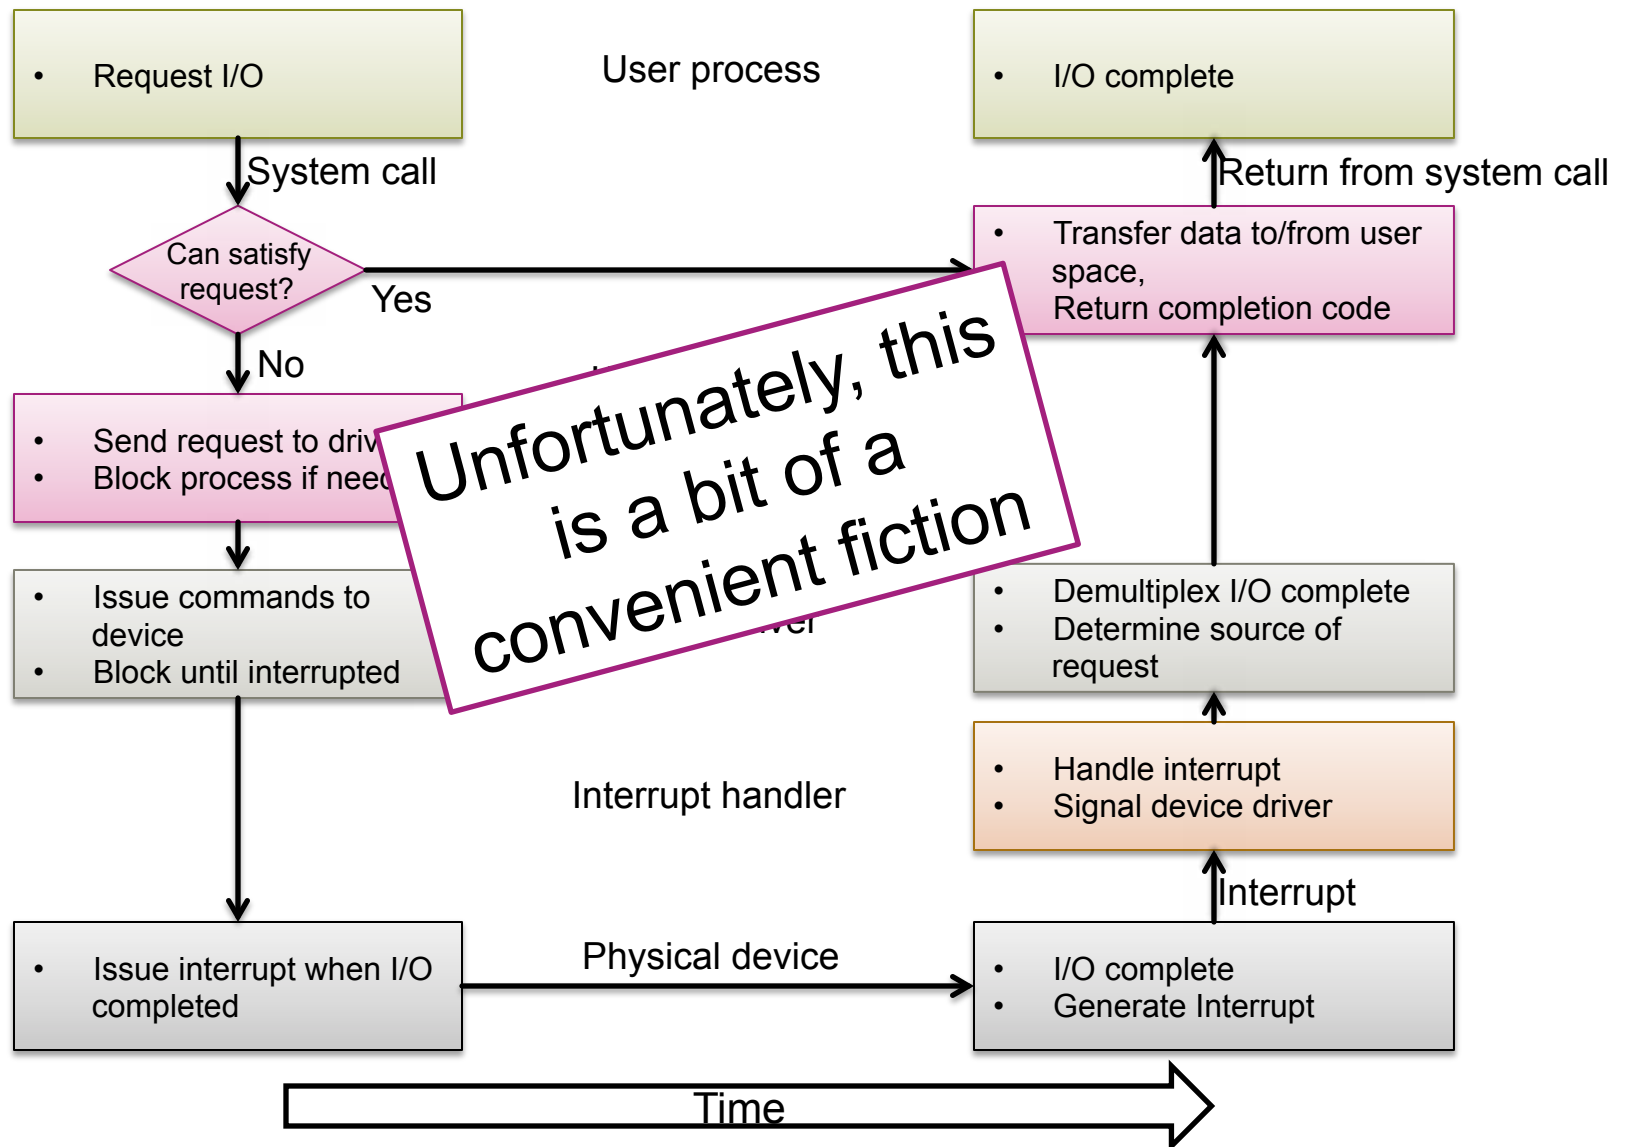 • Request I/O
User process
• I/O complete
System call
Return from system call
Can satisfy
request?
Yes
• Transfer data to/from user
space,
Return completion code
No
• Send request to
• Block process if
Unfortunately, this
is a bit of a
convenient fiction
• Issue commands to
device
• Block until interrupted
• Demultiplex I/O complete
• Determine source of
request
Interrupt handler
• Handle interrupt
• Signal device driver
Interrupt
• Issue interrupt when I/O
completed
Physical device
• I/O complete
• Generate Interrupt
Time